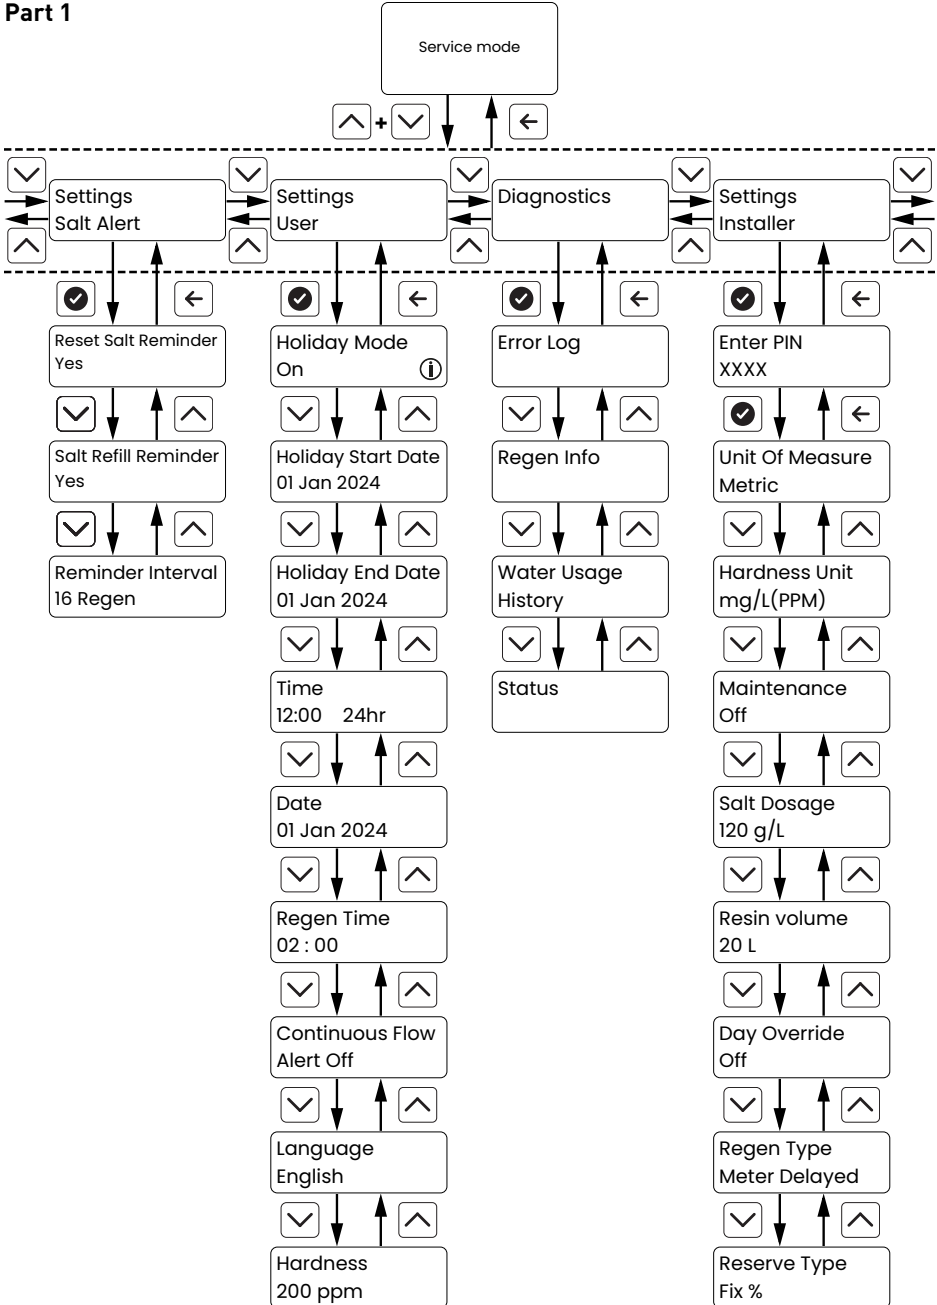 Part 1
Service mode
+
Settings
Salt Alert
Settings
User
Diagnostics
Settings
Installer
Reset Salt Reminder
Yes
Salt Refill Reminder
Yes
Reminder Interval
16 Regen
Holiday Mode
On
Holiday Start Date
01 Jan 2024
Holiday End Date
01 Jan 2024
Time
12:00 24hr
Date
01 Jan 2024
Regen Time
02 : 00
Continuous Flow
Alert Off
Language
English
Hardness
200 ppm
Error Log
Regen Info
Water Usage
History
Status
Enter PIN
XXXX
Unit Of Measure
Metric
Hardness Unit
mg/L(PPM)
Maintenance
Off
Salt Dosage
120 g/L
Resin volume
20 L
Day Override
Off
Regen Type
Meter Delayed
Reserve Type
Fix %